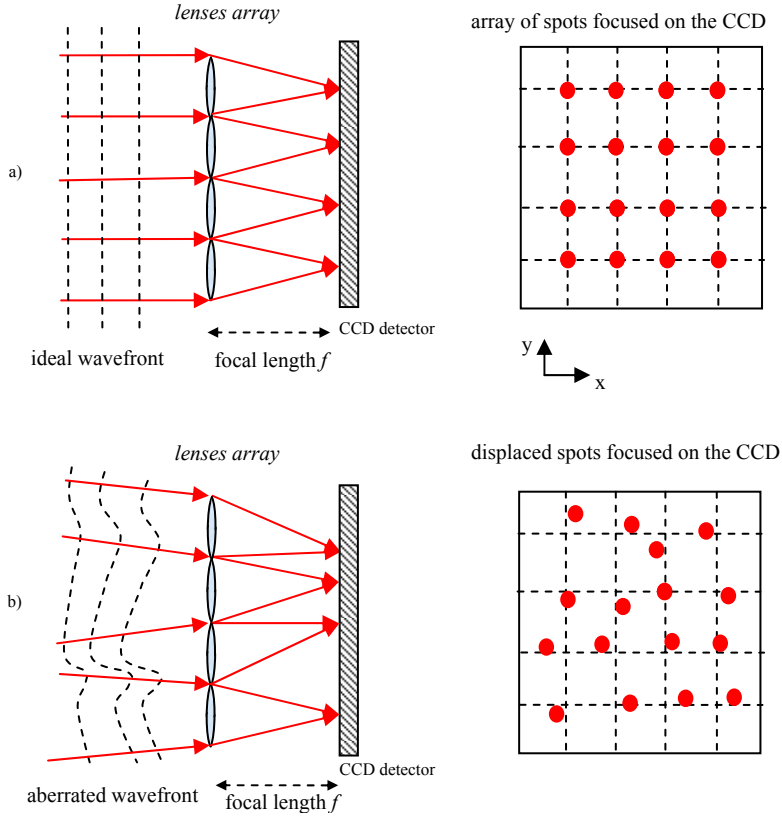 lenses array
array of spots focused on the CCD
a)
CCD detector
ideal wavefront
focal length f
y
x
lenses array
displaced spots focused on the CCD
b)
CCD detector
aberrated wavefront
focal length f